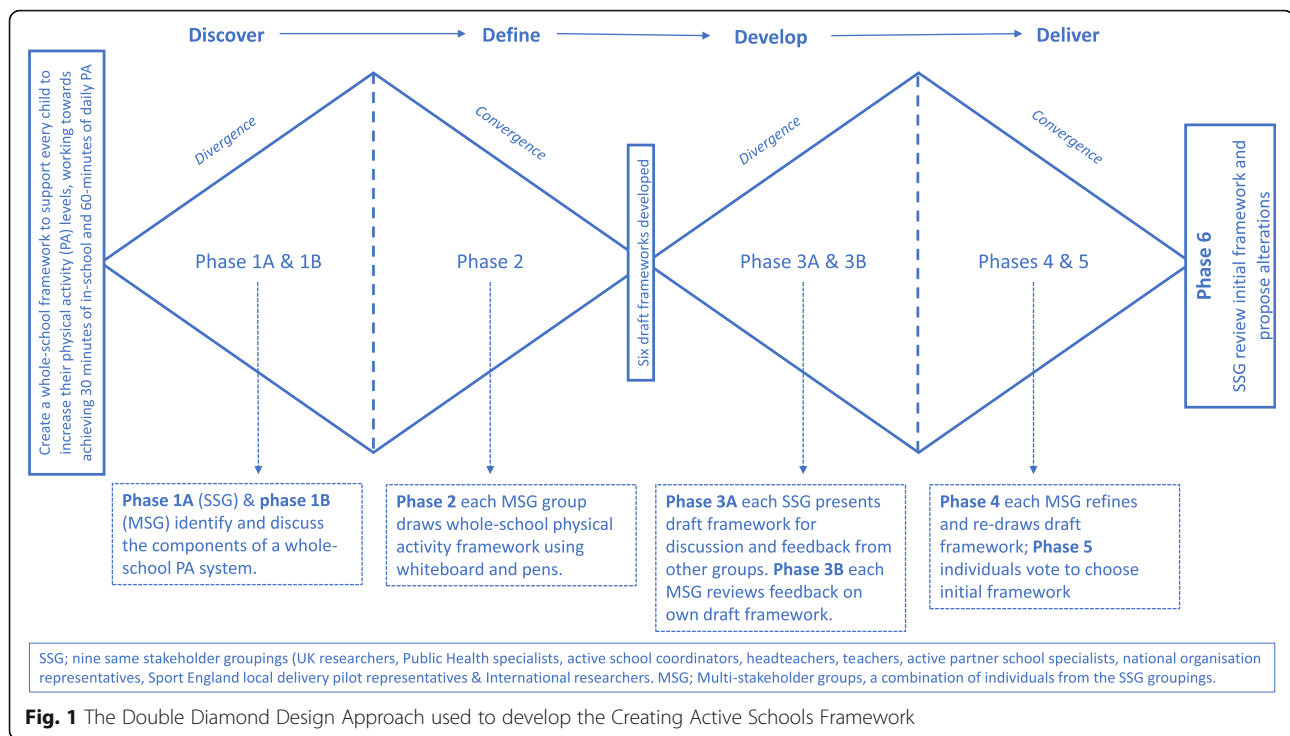 Discover
Define
Develop
Deliver
Create a whole-school framework to support every child to
increase their physical activity (PA) levels, working towards
achieving 30 minutes of in-school and 60-minutes of daily PA
Divergence
Convergence
Divergence
Convergence
Phase 1A & 1B
Phase 2
Six draft frameworks developed
Phase 3A & 3B
Phases 4 & 5
Phase 6
SSG review initial framework and
propose alterations
Phase 1A (SSG) & phase 1B
(MSG) identify and discuss
the components of a whole-
school PA system.
Phase 2 each MSG group
draws whole-school physical
activity framework using
whiteboard and pens.
Phase 3A each SSG presents
draft framework for
discussion and feedback from
other groups. Phase 3B each
MSG reviews feedback on
own draft framework.
Phase 4 each MSG refines
and re-draws draft
framework; Phase 5
individuals vote to choose
initial framework
SSG; nine same stakeholder groupings (UK researchers, Public Health specialists, active school coordinators, headteachers, teachers, active partner school specialists, national organisation
representatives, Sport England local delivery pilot representatives & International researchers. MSG; Multi-stakeholder groups, a combination of individuals from the SSG groupings.
Fig. 1 The Double Diamond Design Approach used to develop the Creating Active Schools Framework